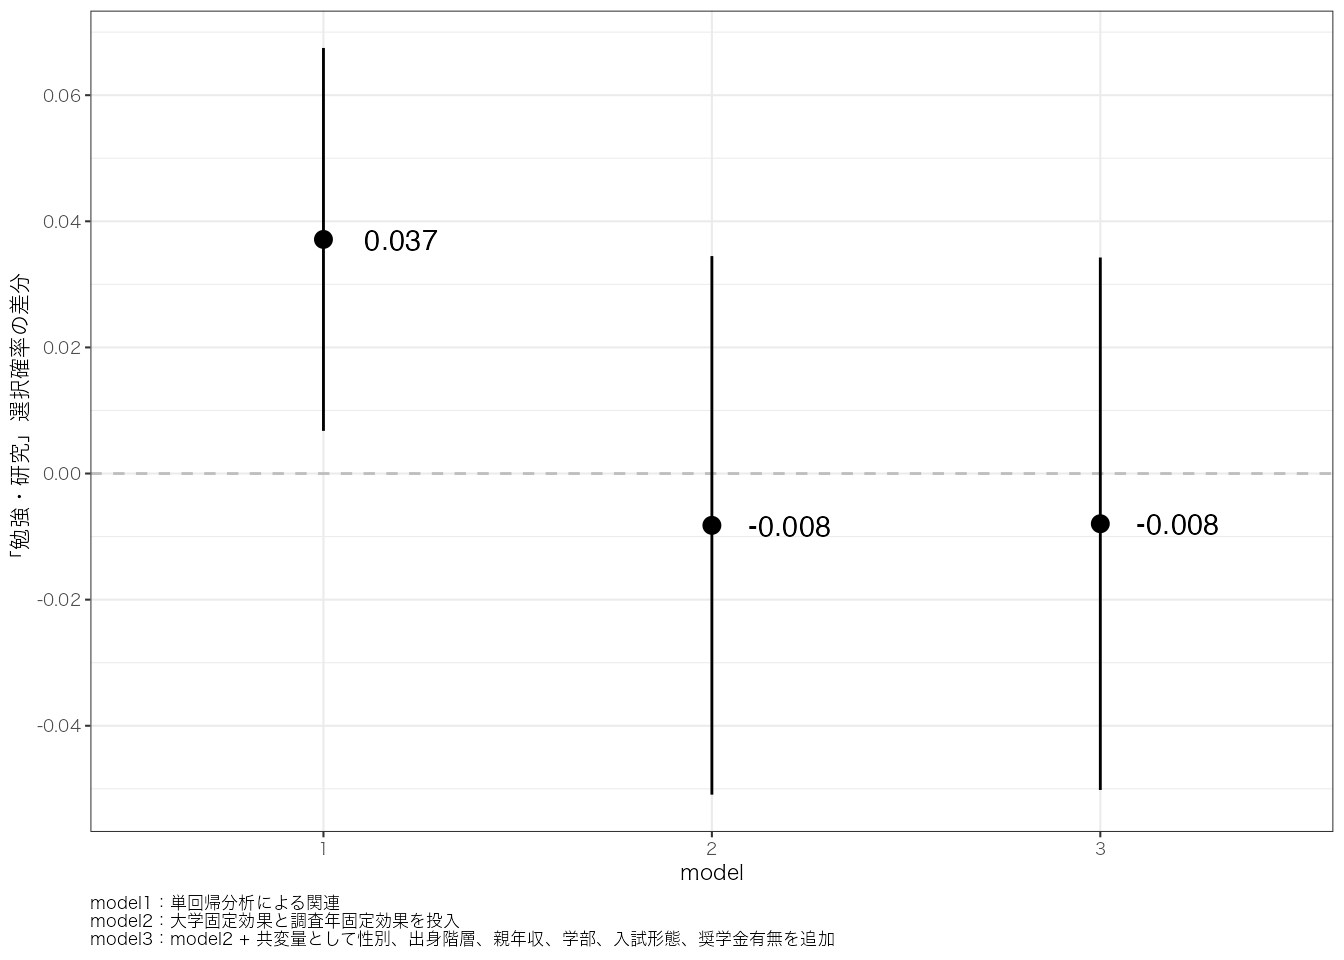 「勉強・研究」選択確率の差分
0.06
0.04
0.02
0.00
-0.02
-0.04
0.037
-0.008
-0.008
1
2
3
model
model1：単回帰分析による関連
model2：大学固定効果と調査年固定効果を投入
model3：model2 + 共変量として性別、出身階層、親年収、学部、入試形態、奨学金有無を追加